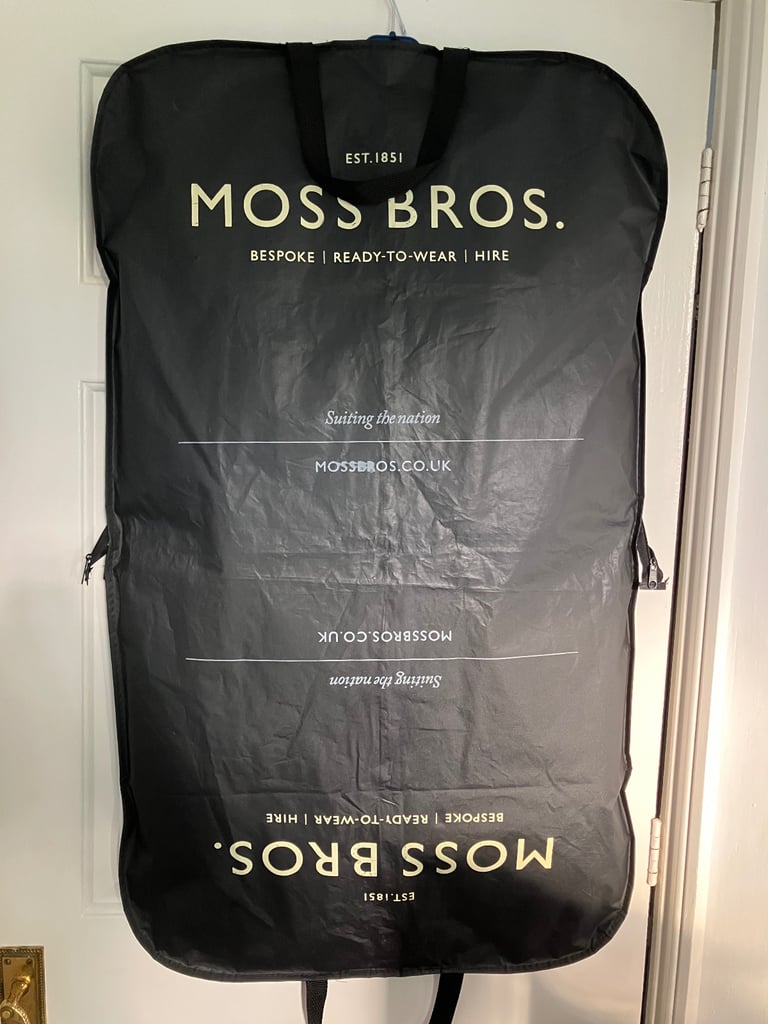 EST.1851
MOSS BROS.
BESPOKE | READY-TO-WEAR | HIRE
Suiting the nation
MOSSBROS.CO.UK
MOSSBROS.CO.UK
Suiting the nation
BESPOKE | READY-TO-WEAR | HIRE
MOSS BROS.
EST.1851